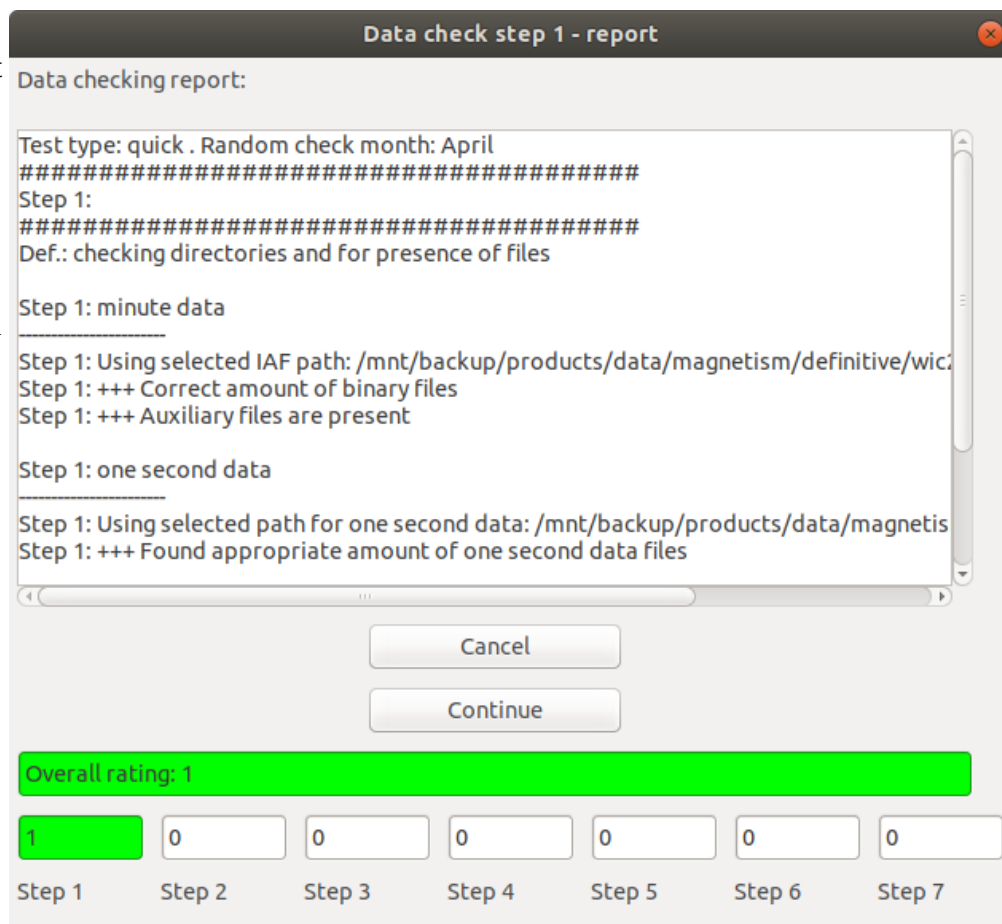 Data check step 1 - report
Data checking report:
Test type: quick . Random check month: April
#######################################
Step 1:
#######################################
Def.: checking directories and for presence of files
Step 1: minute data
-----------------------
Step 1: Using selected IAF path: /mnt/backup/products/data/magnetism/definitive/wic2
Step 1: +++ Correct amount of binary files
Step 1: +++ Auxiliary files are present
Step 1: one second data
-----------------------
Step 1: Using selected path for one second data: /mnt/backup/products/data/magnetis
Step 1: +++ Found appropriate amount of one second data files
Cancel
Continue
Overall rating: 1
1 0 0 0 0 0 0
Step 1 Step 2 Step 3 Step 4 Step 5 Step 6 Step 7